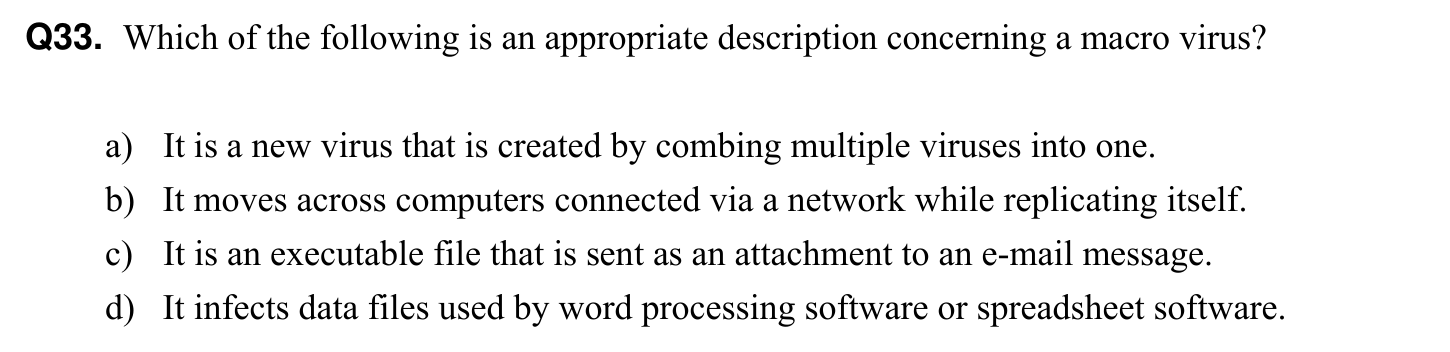 Q33. Which of the following is an appropriate description concerning a macro virus?
a) It is a new virus that is created by combing multiple viruses into one.
b) It moves across computers connected via a network while replicating itself.
c) It is an executable file that is sent as an attachment to an e-mail message.
d) It infects data files used by word processing software or spreadsheet software.